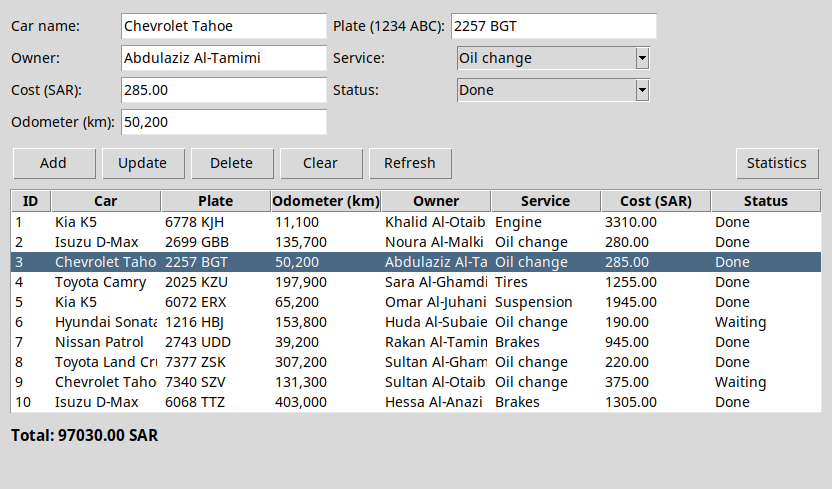 Car name: Chevrolet Tahoe Plate (1234 ABC): 2257 BGT
Owner: Abdulaziz Al-Tamimi Service: Oil change
Cost (SAR): 285.00 Status: Done
Odometer (km): 50,200
Add Update Delete Clear Refresh Statistics
ID Car Plate Odometer (km) Owner Service Cost (SAR) Status
1 Kia K5 6778 KJH 11,100 Khalid Al-Otaib Engine 3310.00 Done
2 Isuzu D-Max 2699 GBB 135,700 Noura Al-Malki Oil change 280.00 Done
3 Chevrolet Taho 2257 BGT 50,200 Abdulaziz Al-Ta Oil change 285.00 Done
4 Toyota Camry 2025 KZU 197,900 Sara Al-Ghamdi Tires 1255.00 Done
5 Kia K5 6072 ERX 65,200 Omar Al-Juhani Suspension 1945.00 Done
6 Hyundai Sonata 1216 HBJ 153,800 Huda Al-Subaie Oil change 190.00 Waiting
7 Nissan Patrol 2743 UDD 39,200 Rakan Al-Tamin Brakes 945.00 Done
8 Toyota Land Cru 7377 ZSK 307,200 Sultan Al-Gham Oil change 220.00 Done
9 Chevrolet Taho 7340 SZV 131,300 Sultan Al-Otaib Oil change 375.00 Waiting
10 Isuzu D-Max 6068 TTZ 403,000 Hessa Al-Anazi Brakes 1305.00 Done
Total: 97030.00 SAR